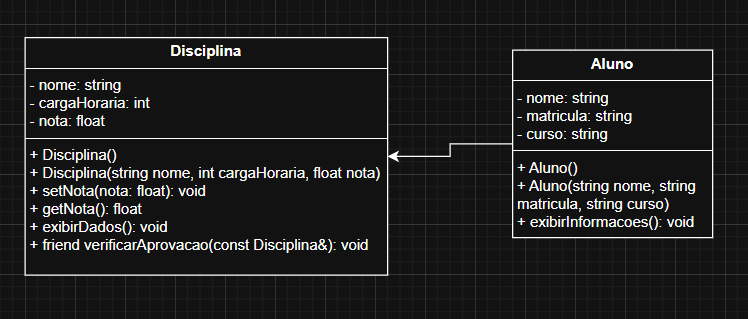 Disciplina
- nome: string
- cargaHoraria: int
- nota: float
+ Disciplina()
+ Disciplina(string nome, int cargaHoraria, float nota)
+ setNota(nota: float): void
+ getNota(): float
+ exibirDados(): void
+ friend verificarAprovacao(const Disciplina&): void
Aluno
- nome: string
- matricula: string
- curso: string
+ Aluno()
+ Aluno(string nome, string
matricula, string curso)
+ exibirInformacoes(): void